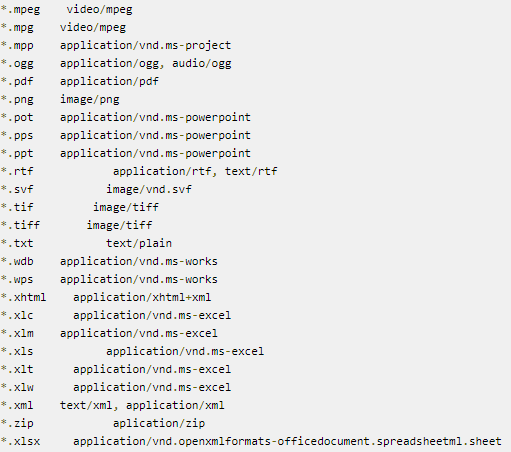 *.mpeg video/mpeg
*.mpg video/mpeg
*.mpp application/vnd.ms-project
*.ogg application/ogg, audio/ogg
*.pdf application/pdf
*.png image/png
*.pot application/vnd.ms-powerpoint
*.pps application/vnd.ms-powerpoint
*.ppt application/vnd.ms-powerpoint
*.rtf application/rtf, text/rtf
*.svf image/vnd.svf
*.tif image/tiff
*.tiff image/tiff
*.txt text/plain
*.wdb application/vnd.ms-works
*.wps application/vnd.ms-works
*.xhtml application/xhtml+xml
*.xlc application/vnd.ms-excel
*.xlm application/vnd.ms-excel
*.xls application/vnd.ms-excel
*.xlt application/vnd.ms-excel
*.xlw application/vnd.ms-excel
*.xml text/xml, application/xml
*.zip aplication/zip
*.xlsx application/vnd.openxmlformats-officedocument.spreadsheetml.sheet